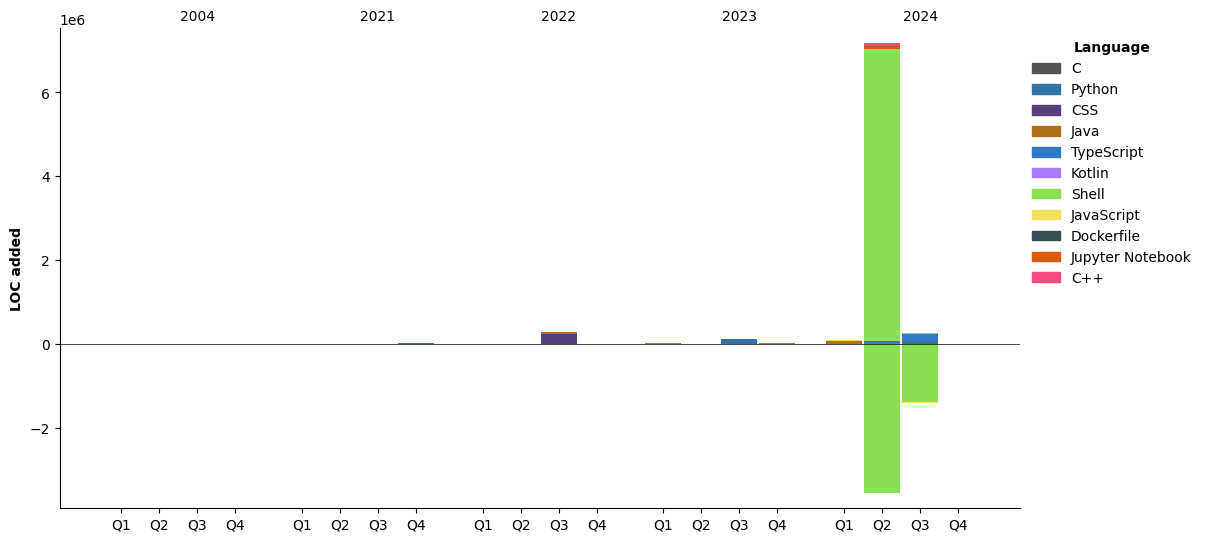 2004 2021 2022 2023 2024
1e6
Language
C
Python
CSS
Java
TypeScript
Kotlin
Shell
JavaScript
Dockerfile
Jupyter Notebook
C++
LOC added
6
4
2
0
−2
Q1 Q2 Q3 Q4 Q1 Q2 Q3 Q4 Q1 Q2 Q3 Q4 Q1 Q2 Q3 Q4 Q1 Q2 Q3 Q4